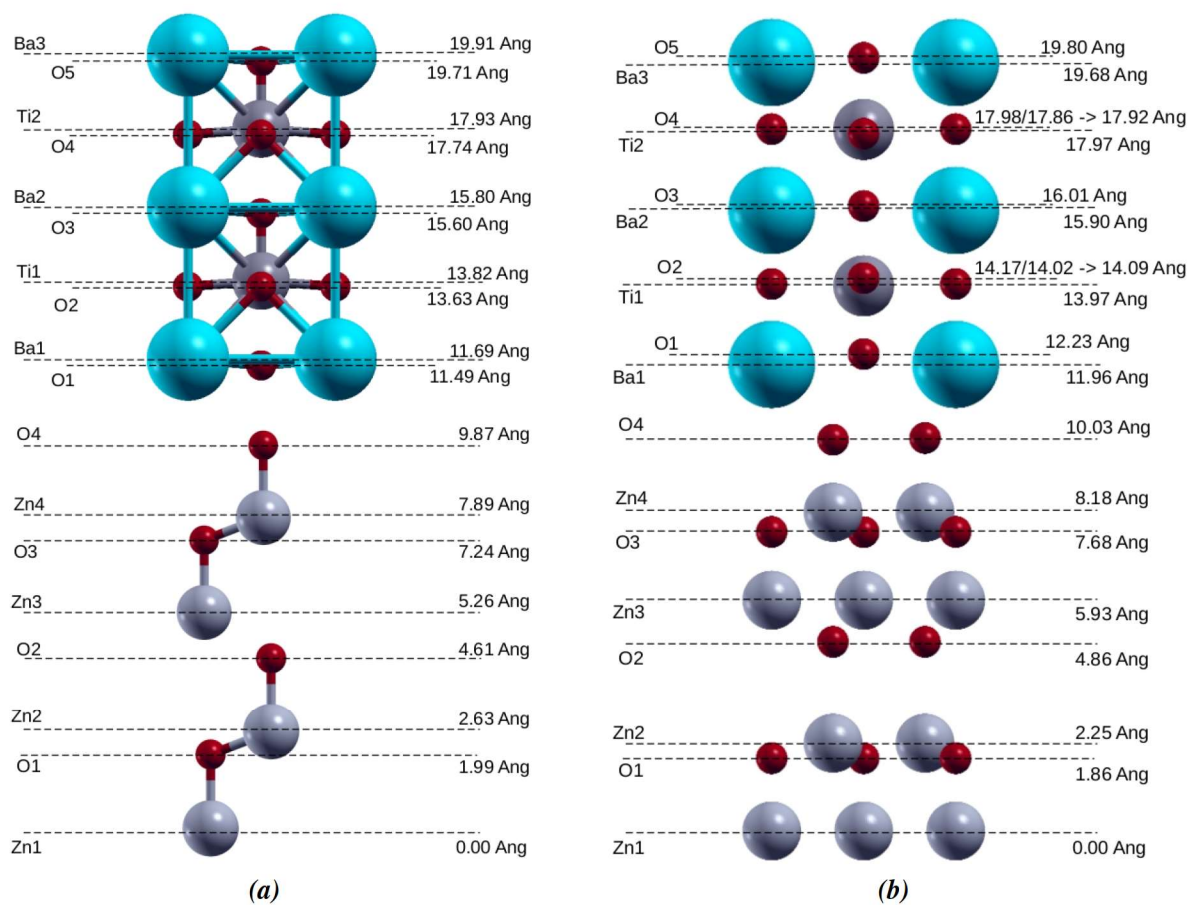 Ba3 19.91 Ang
O5 19.71 Ang
Ti2 17.93 Ang
O4 17.74 Ang
Ba2 15.80 Ang
O3 15.60 Ang
Ti1 13.82 Ang
O2 13.63 Ang
Ba1 11.69 Ang
O1 11.49 Ang
O4 9.87 Ang
Zn4 7.89 Ang
O3 7.24 Ang
Zn3 5.26 Ang
O2 4.61 Ang
Zn2 2.63 Ang
O1 1.99 Ang
Zn1 0.00 Ang
(a)
O5 19.80 Ang
Ba3 19.68 Ang
O4 17.98/17.86 -> 17.92 Ang
Ti2 17.97 Ang
O3 16.01 Ang
Ba2 15.90 Ang
O2 14.17/14.02 -> 14.09 Ang
Ti1 13.97 Ang
O1 12.23 Ang
Ba1 11.96 Ang
O4 10.03 Ang
Zn4 8.18 Ang
O3 7.68 Ang
Zn3 5.93 Ang
O2 4.86 Ang
Zn2 2.25 Ang
O1 1.86 Ang
Zn1 0.00 Ang
(b)